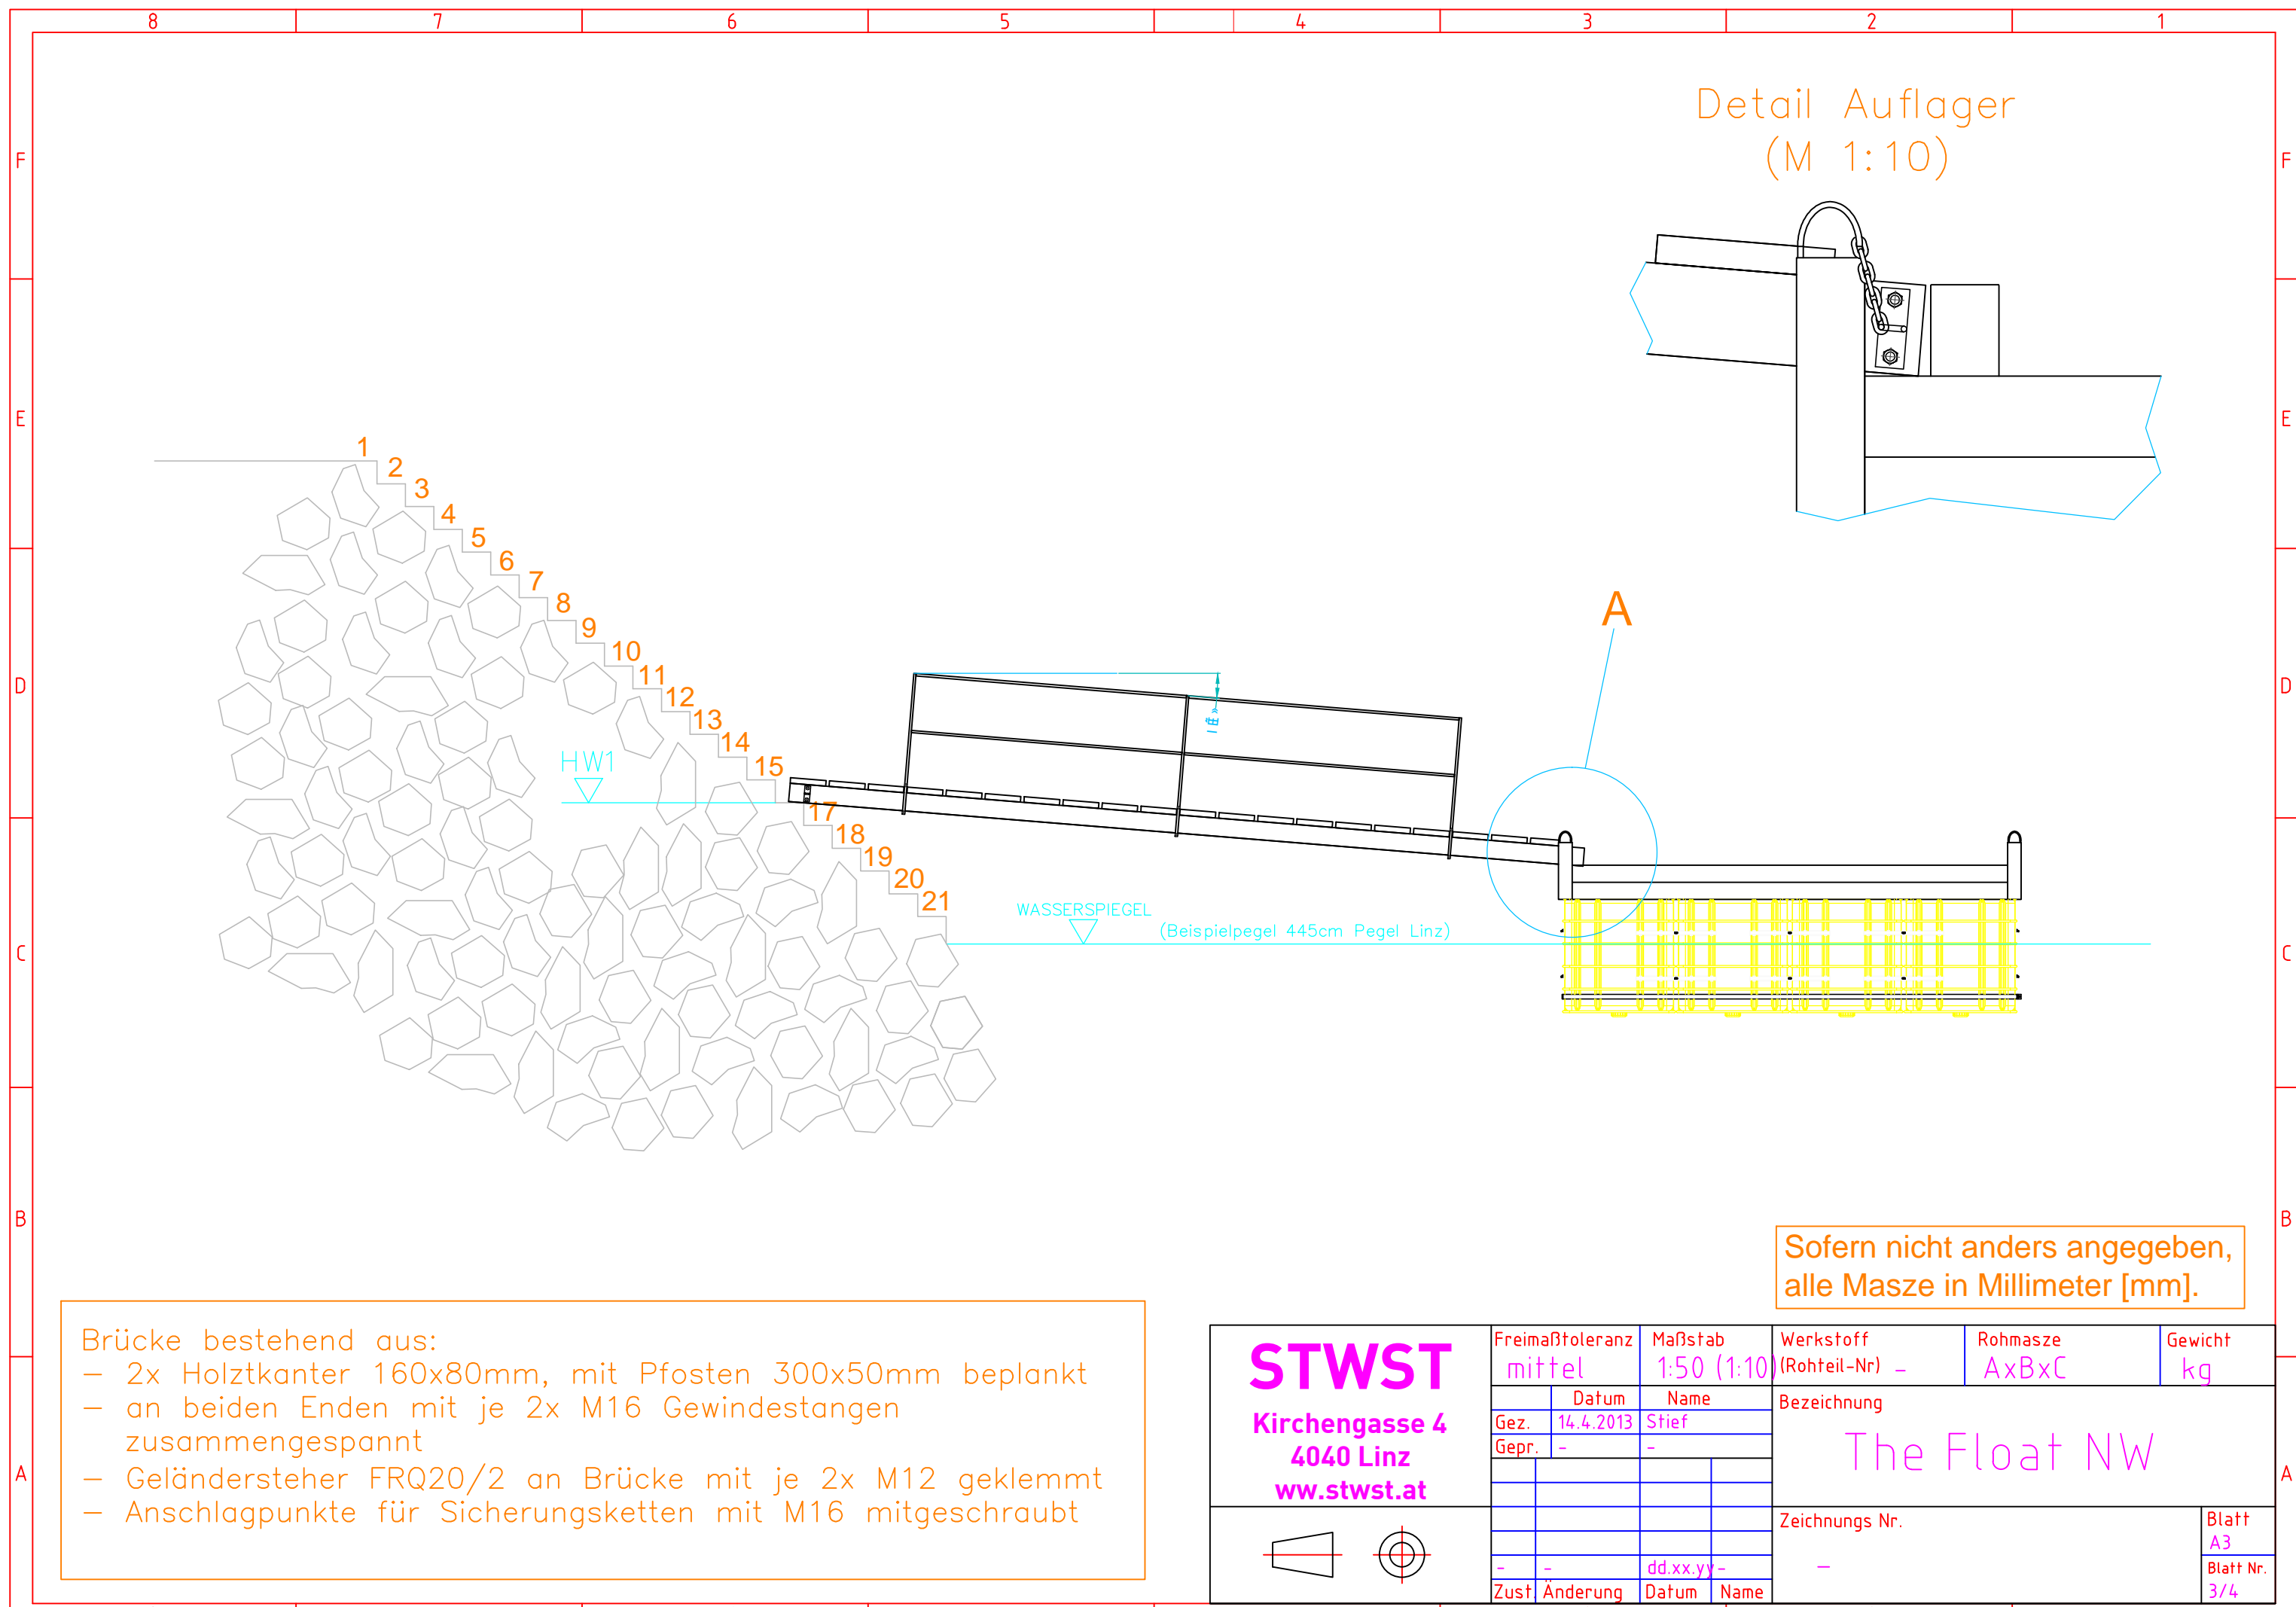 8 7 6 5 4 3 2 1
Detail Auflager
(M 1:10)
F F
E E
1
2
3
4
5
6
7
8
9
10
11
12
13
14
15
17
18
19
20
21
A
D D
HW1
WASSERSPIEGEL
(Beispielpegel 445cm Pegel Linz)
C C
B B
Sofern nicht anders angegeben,
alle Masze in Millimeter [mm].
Brücke bestehend aus:
- 2x Holztkanter 160x80mm, mit Pfosten 300x50mm beplankt
- an beiden Enden mit je 2x M16 Gewindestangen
zusammengespannt
- Geländersteher FRQ20/2 an Brücke mit je 2x M12 geklemmt
- Anschlagpunkte für Sicherungsketten mit M16 mitgeschraubt
A A
STWST
Kirchengasse 4
4040 Linz
ww.stwst.at
Freimaßtoleranz
mittel
Maßstab
1:50 (1:10)
Werkstoff
(Rohteil-Nr) -
Rohmasze
AxBxC
Gewicht
kg
Datum Name
Gez. 14.4.2013 Stief
Gepr. - -
Bezeichnung
The Float NW
- - dd.xx.yy -
Zust. Änderung Datum Name
Zeichnungs Nr.
-
Blatt
A3
Blatt Nr.
3/4